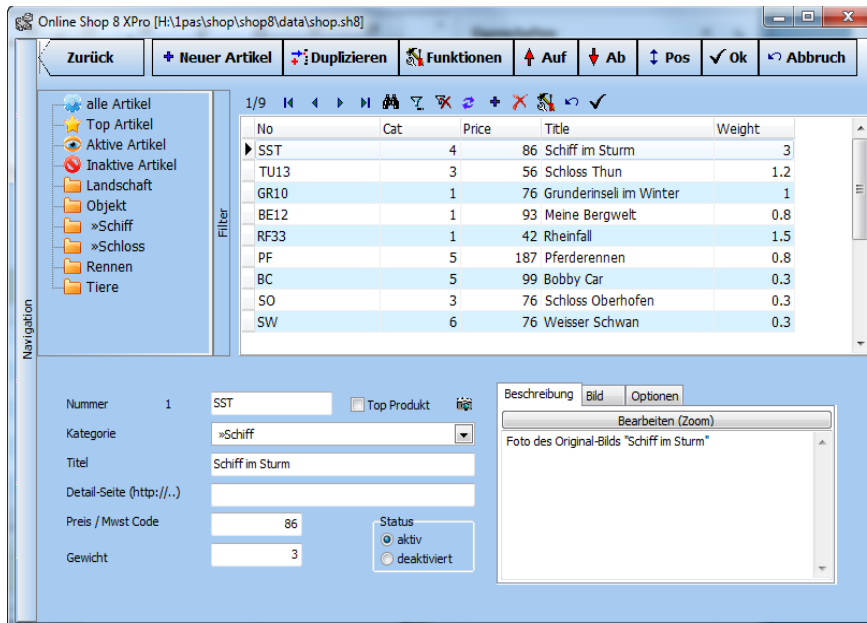 Online Shop 8 XPro [H:\1pas\shop\shop8\data\shop.sh8]
Zurück + Neuer Artikel Duplizieren Funktionen Auf Ab Pos Ok Abbruch
alle Artikel
Top Artikel
Aktive Artikel
Inaktive Artikel
Landschaft
Objekt
»Schiff
»Schloss
Rennen
Tiere
Navigation
Filter
1/9
No Cat Price Title Weight
SST 4 86 Schiff im Sturm 3
TU13 3 56 Schloss Thun 1.2
GR10 1 76 Grunderinseli im Winter 1
BE12 1 93 Meine Bergwelt 0.8
RF33 1 42 Rheinfall 1.5
PF 5 187 Pferderennen 0.8
BC 5 99 Bobby Car 0.3
SO 3 76 Schloss Oberhofen 0.3
SW 6 76 Weisser Schwan 0.3
Nummer 1 SST Top Produkt
Kategorie »Schiff
Titel Schiff im Sturm
Detail-Seite (http://..)
Preis / Mwst Code 86
Gewicht 3
Status
aktiv
deaktiviert
Beschreibung Bild Optionen
Bearbeiten (Zoom)
Foto des Original-Bilds "Schiff im Sturm"